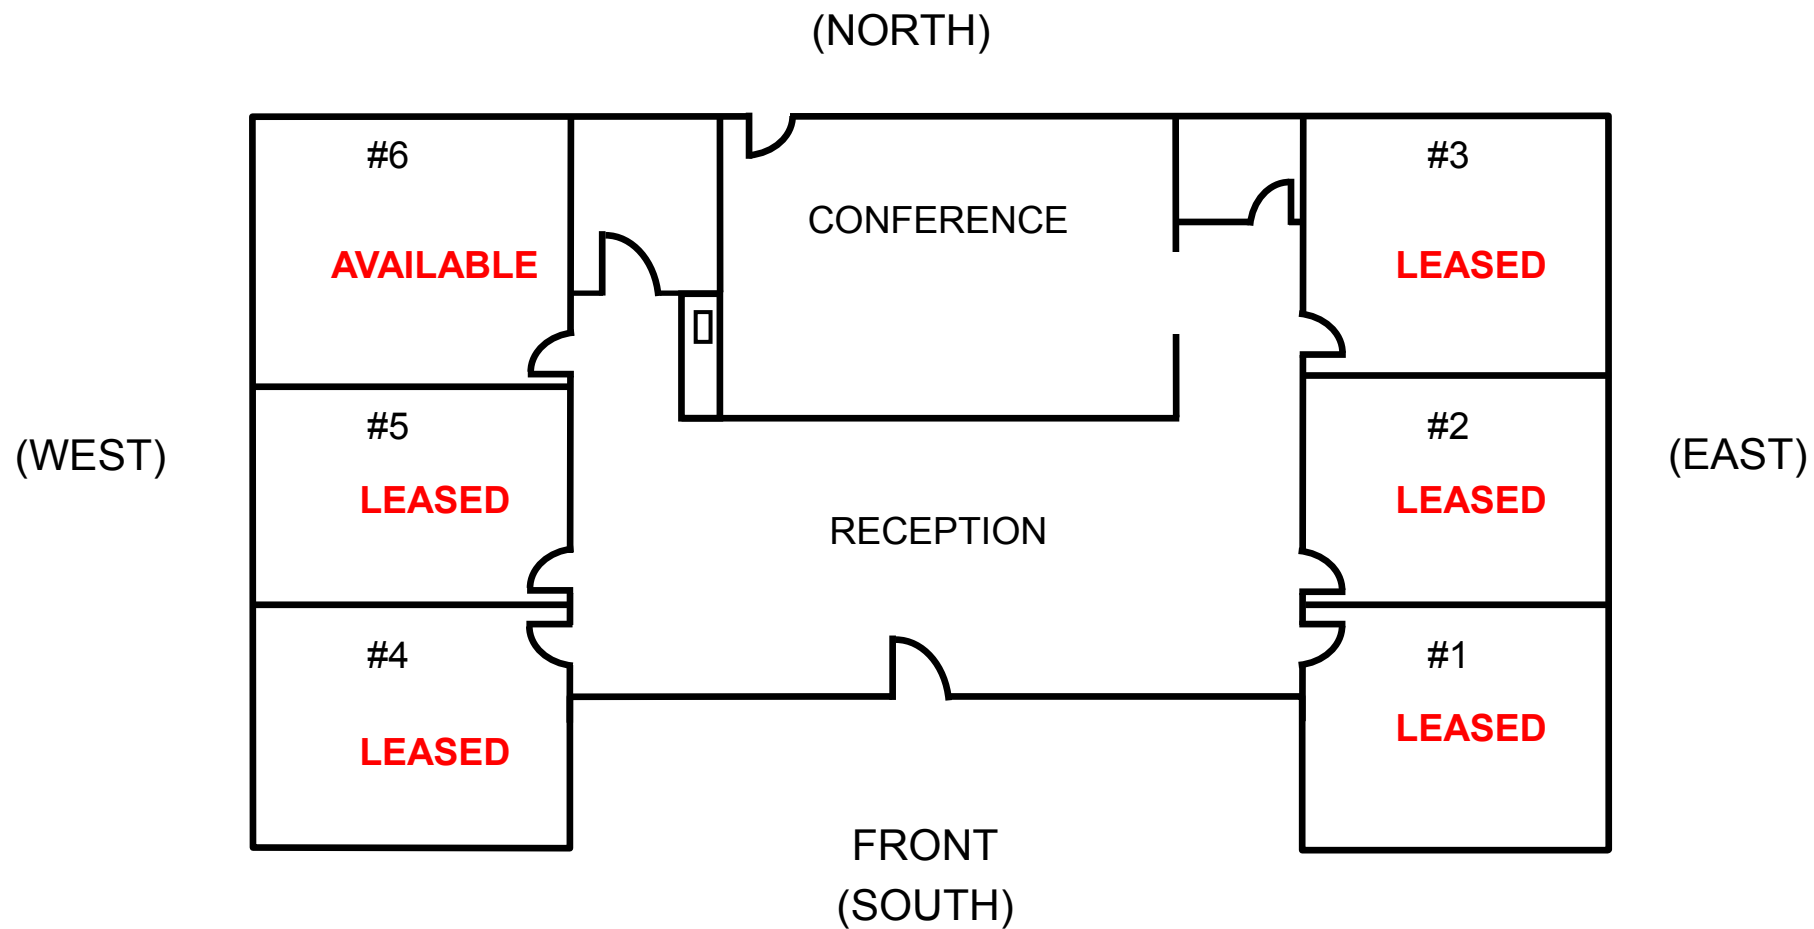 (NORTH)
#6
#3
CONFERENCE
AVAILABLE
LEASED
#5
#2
(WEST)
(EAST)
LEASED
LEASED
RECEPTION
#4
#1
LEASED
LEASED
FRONT
(SOUTH)